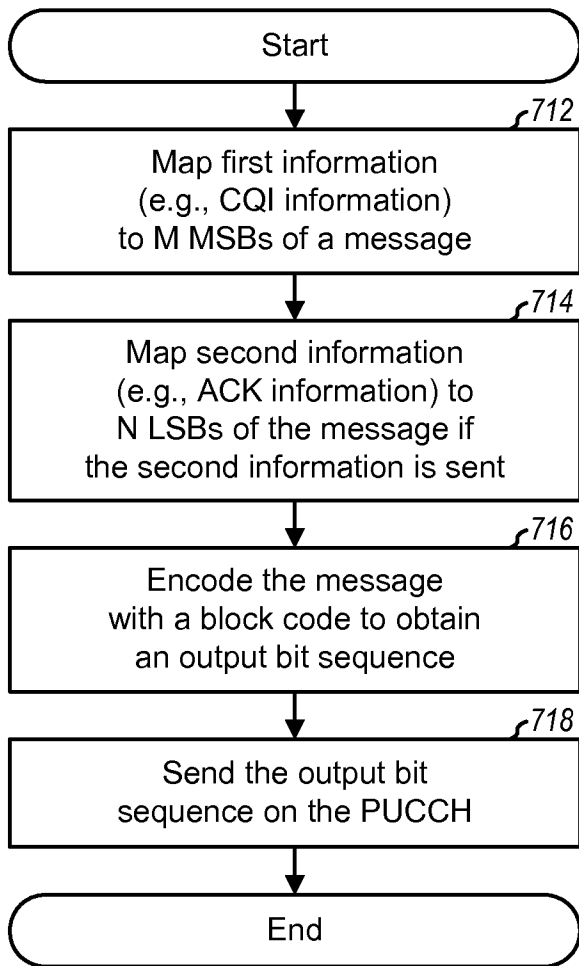 Start
712
Map first information
(e.g., CQI information)
to M MSBs of a message
714
Map second information
(e.g., ACK information) to
N LSBs of the message if
the second information is sent
716
Encode the message
with a block code to obtain
an output bit sequence
718
Send the output bit
sequence on the PUCCH
End